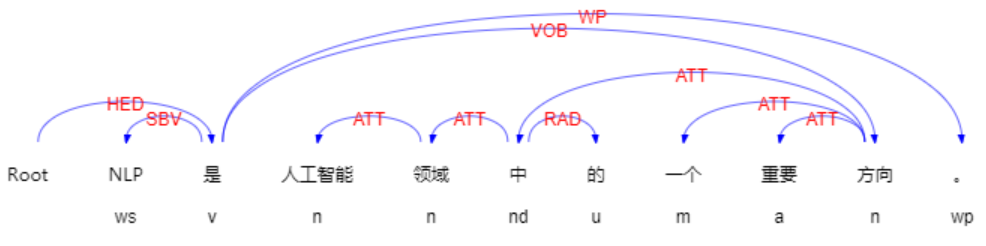 WP
VOB
ATT
HED ATT
SBV ATT ATT RAD ATT
Root NLP 是 人工智能 领域 中 的 一个 重要 方向 。
ws v n n nd u m a n wp